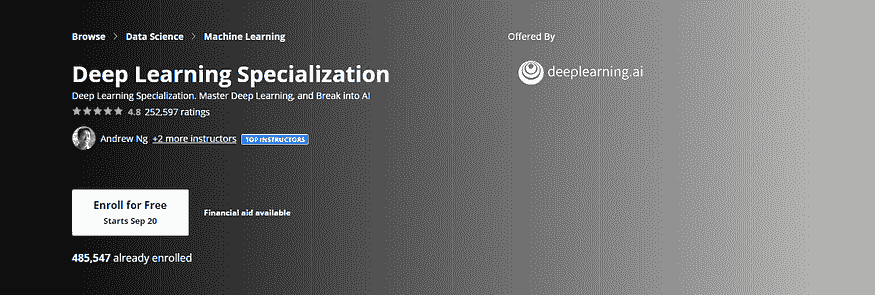 Browse > Data Science > Machine Learning
Offered By
Deep Learning Specialization
deeplearning.ai
Deep Learning Specialization. Master Deep Learning, and Break into AI
4.8 252,597 ratings
Andrew Ng +2 more instructors TOP INSTRUCTORS
Enroll for Free
Starts Sep 20
Financial aid available
485,547 already enrolled